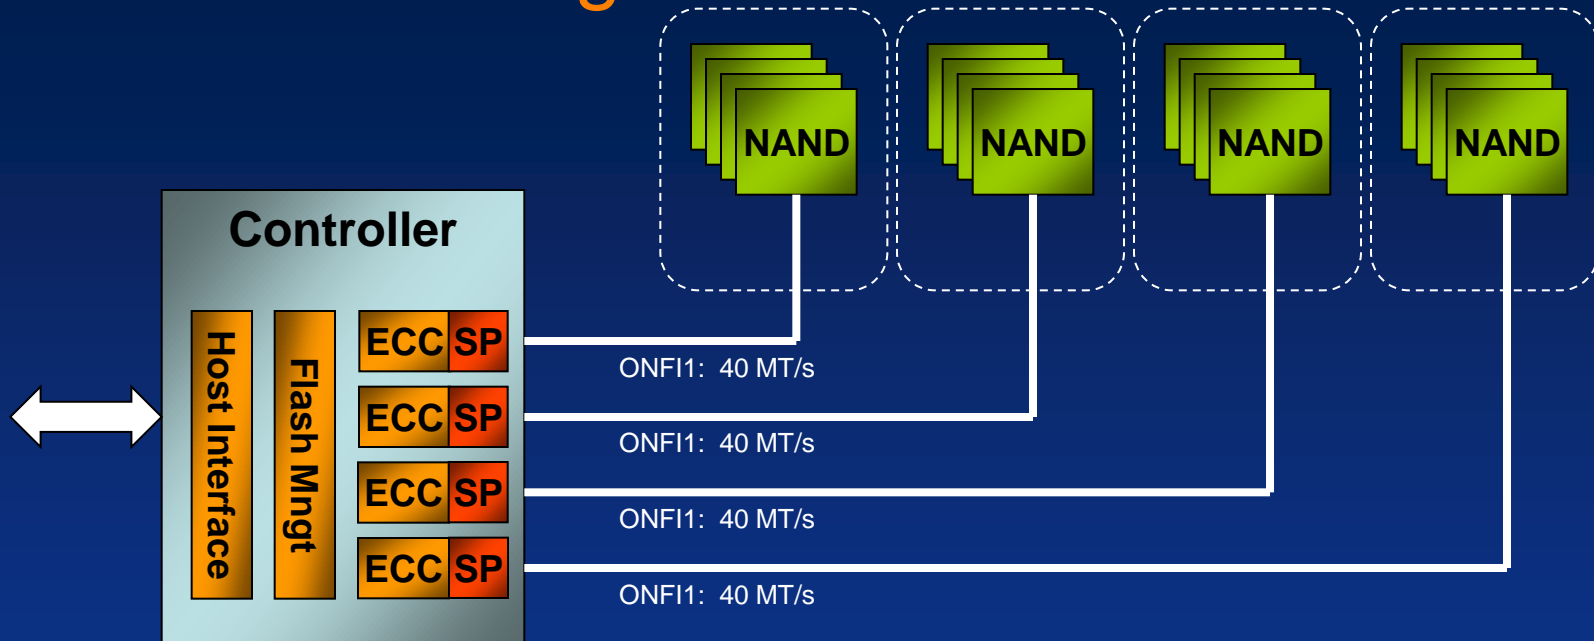 NAND
NAND
NAND
NAND
Controller
Host Interface
Flash Mngt
ECC SP
ONFI1: 40 MT/s
ECC SP
ONFI1: 40 MT/s
ECC SP
ONFI1: 40 MT/s
ECC SP
ONFI1: 40 MT/s